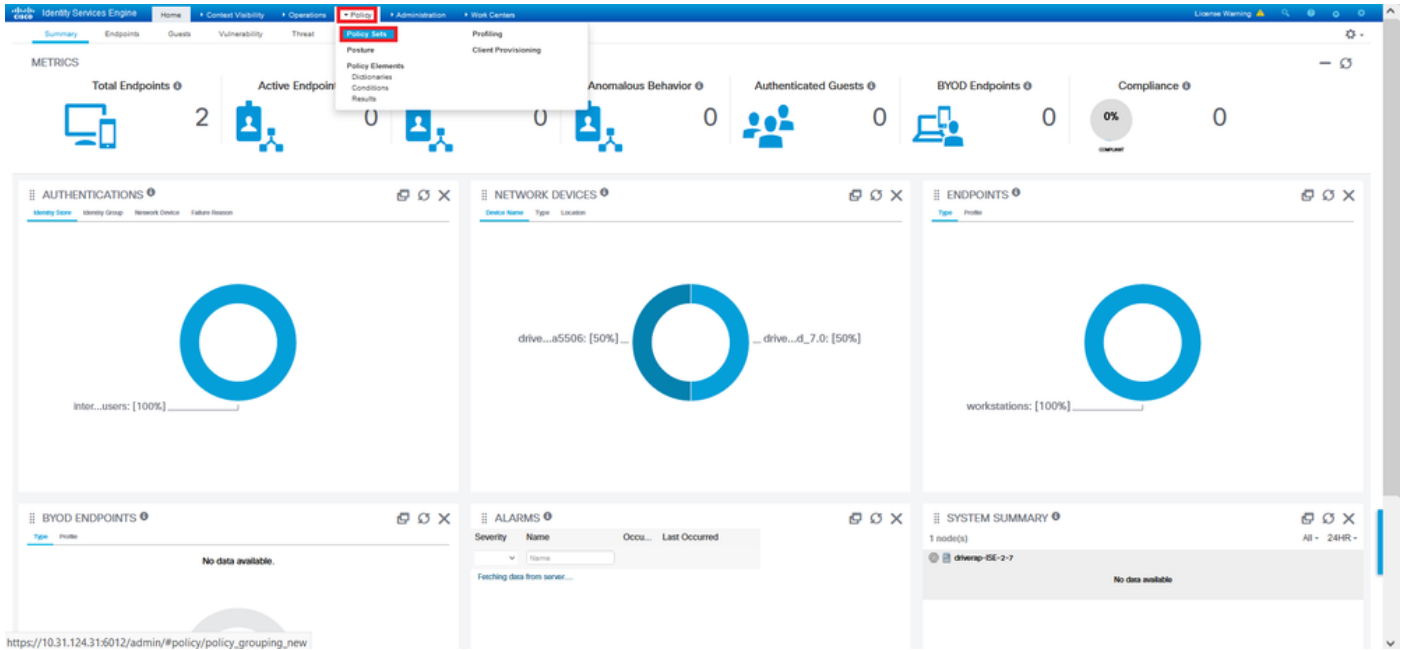 cisco Identity Services Engine Home Context Visibility Operations Policy Administration Work Centers License Warning
Summary Endpoints Guests Vulnerability Threat
Policy Sets Profiling
Posture Client Provisioning
Policy Elements
Dictionaries
Conditions
Results
METRICS
Total Endpoints Active Endpoin Anomalous Behavior Authenticated Guests BYOD Endpoints Compliance
2 0 0 0 0 0 0% 0
COMPLIANT
AUTHENTICATIONS
Identity Store Identity Group Network Device Failure Reason
inter...users: [100%]
NETWORK DEVICES
Device Name Type Location
drive...a5506: [50%] drive...d_7.0: [50%]
ENDPOINTS
Type Profile
workstations: [100%]
BYOD ENDPOINTS
Type Profile
No data available.
ALARMS
Severity Name Occu... Last Occurred
Name
Fetching data from server....
SYSTEM SUMMARY
1 node(s) All 24HR
driverap-ISE-2-7
No data available
https://10.31.124.31:6012/admin/#policy/policy_grouping_new